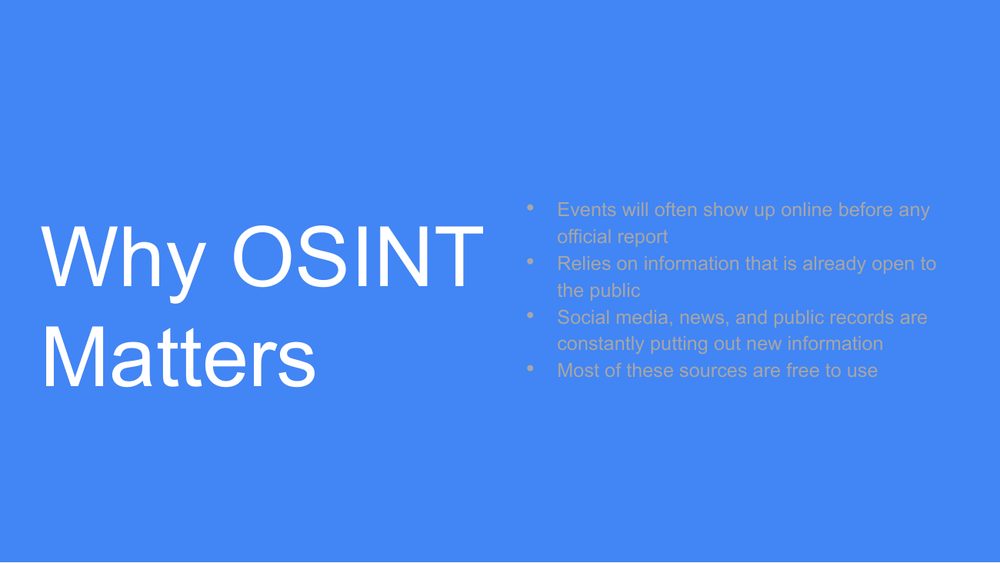 Why OSINT
Matters
• Events will often show up online before any
official report
• Relies on information that is already open to
the public
• Social media, news, and public records are
constantly putting out new information
• Most of these sources are free to use